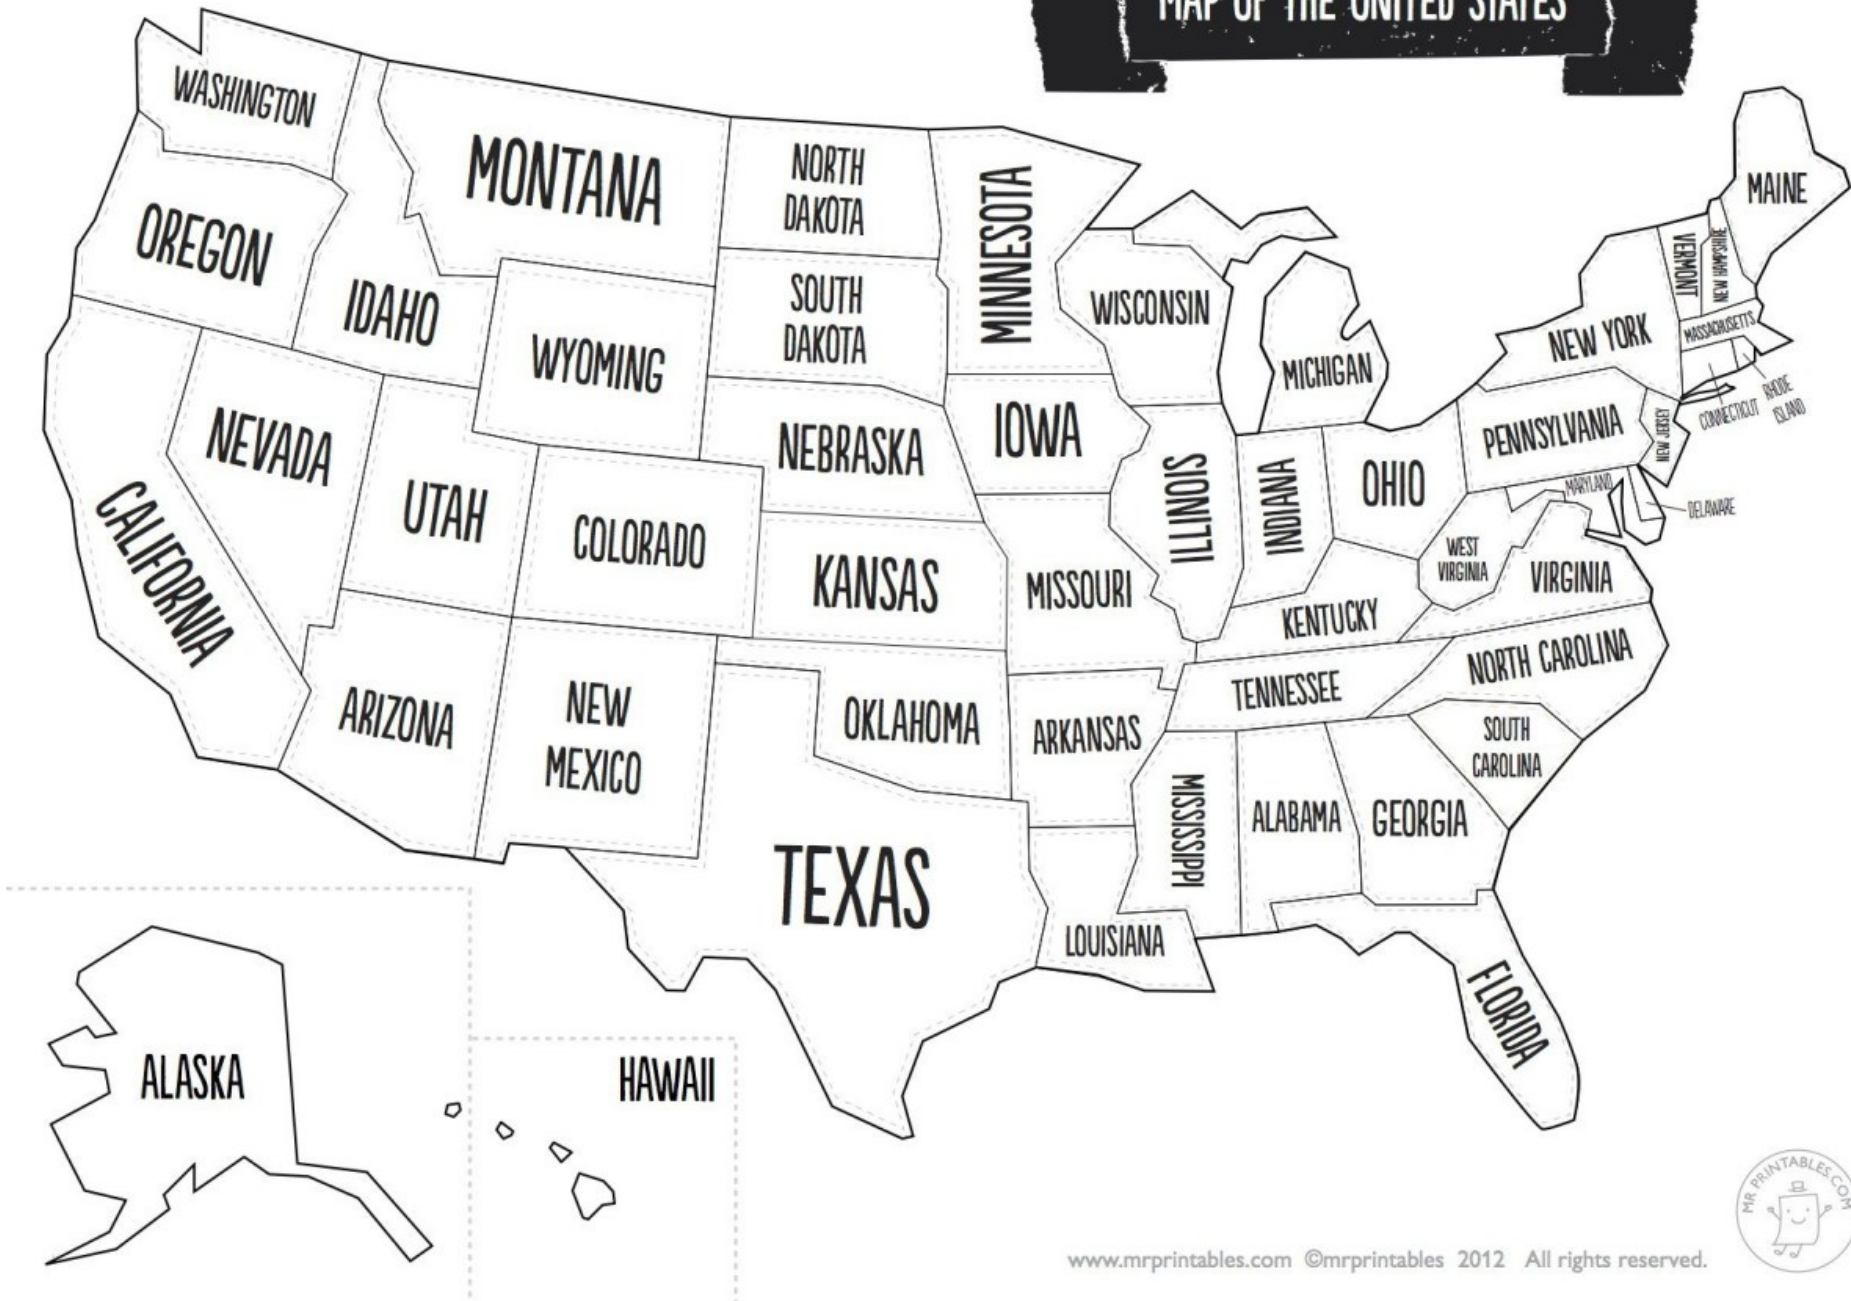 MAP OF THE UNITED STATES
WASHINGTON
MONTANA
NORTH
DAKOTA
MINNESOTA
MAINE
OREGON
IDAHO
WYOMING
SOUTH
DAKOTA
WISCONSIN
MICHIGAN
NEW YORK
VERMONT
NEW HAMPSHIRE
MASSACHUSETTS
CONNECTICUT
RHODE
ISLAND
NEVADA
UTAH
COLORADO
NEBRASKA
IOWA
ILLINOIS
INDIANA
OHIO
PENNSYLVANIA
NEW JERSEY
MARYLAND
DELAWARE
CALIFORNIA
KANSAS
MISSOURI
KENTUCKY
WEST
VIRGINIA
VIRGINIA
ARIZONA
NEW
MEXICO
OKLAHOMA
ARKANSAS
TENNESSEE
NORTH CAROLINA
SOUTH
CAROLINA
TEXAS
LOUISIANA
MISSISSIPPI
ALABAMA
GEORGIA
FLORIDA
ALASKA
HAWAII
MR PRINTABLES.COM
www.mrprintables.com ©mrprintables 2012 All rights reserved.